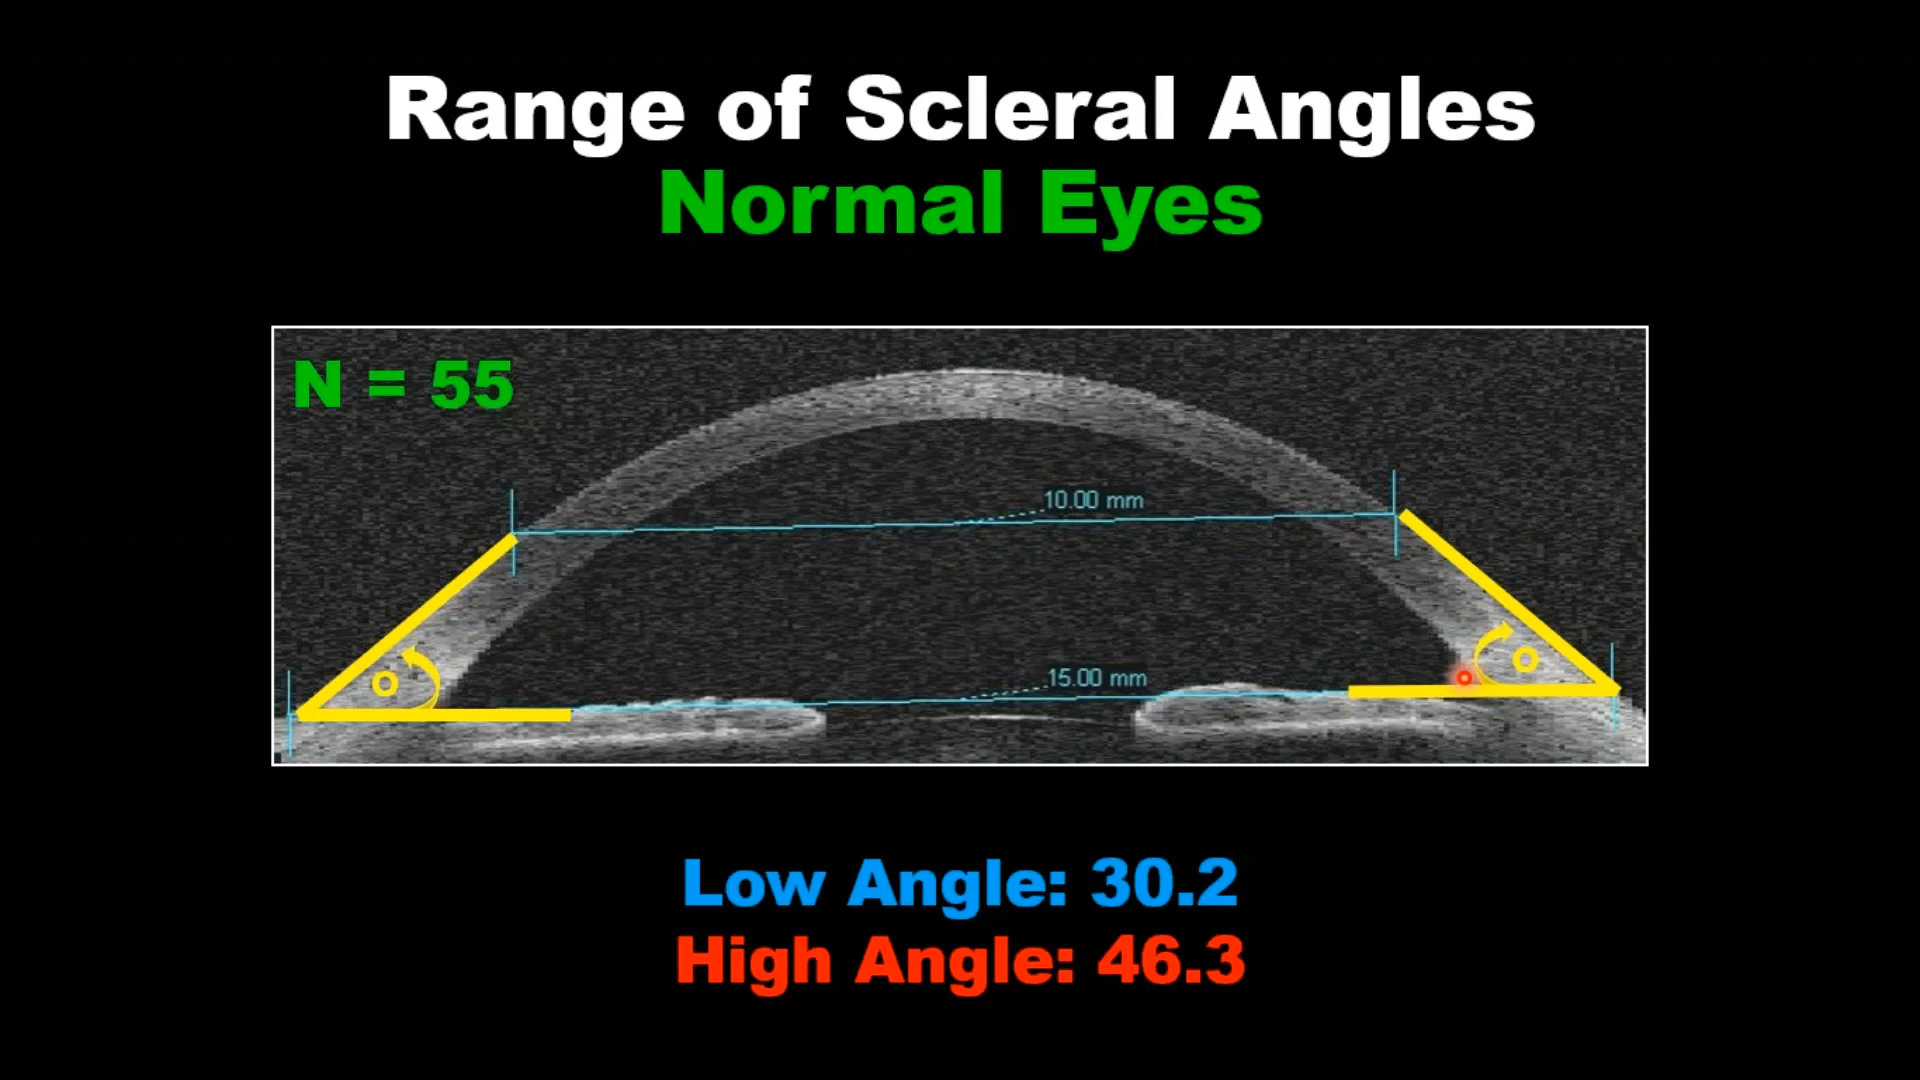 Range of Scleral Angles
Normal Eyes
N = 55
10.00 mm
15.00 mm
O
O
Low Angle: 30.2
High Angle: 46.3